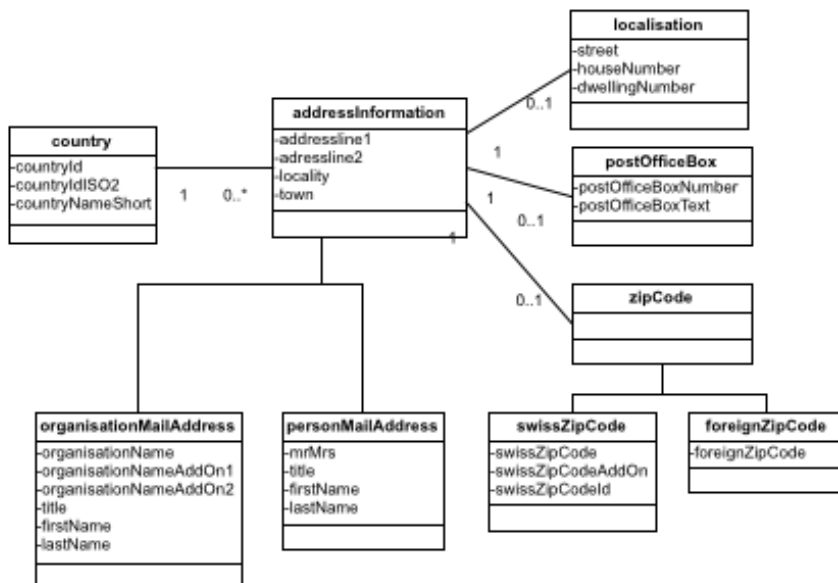 localisation
-street
-houseNumber
-dwellingNumber
0..1
addressInformation
-addressline1
-adressline2
-locality
-town
country
-countryId
-countryIdISO2
-countryNameShort
1
0..*
1
postOfficeBox
-postOfficeBoxNumber
-postOfficeBoxText
1
0..1
1
0..1
zipCode
organisationMailAddress
-organisationName
-organisationNameAddOn1
-organisationNameAddOn2
-title
-firstName
-lastName
personMailAddress
-mrMrs
-title
-firstName
-lastName
swissZipCode
-swissZipCode
-swissZipCodeAddOn
-swissZipCodeId
foreignZipCode
-foreignZipCode